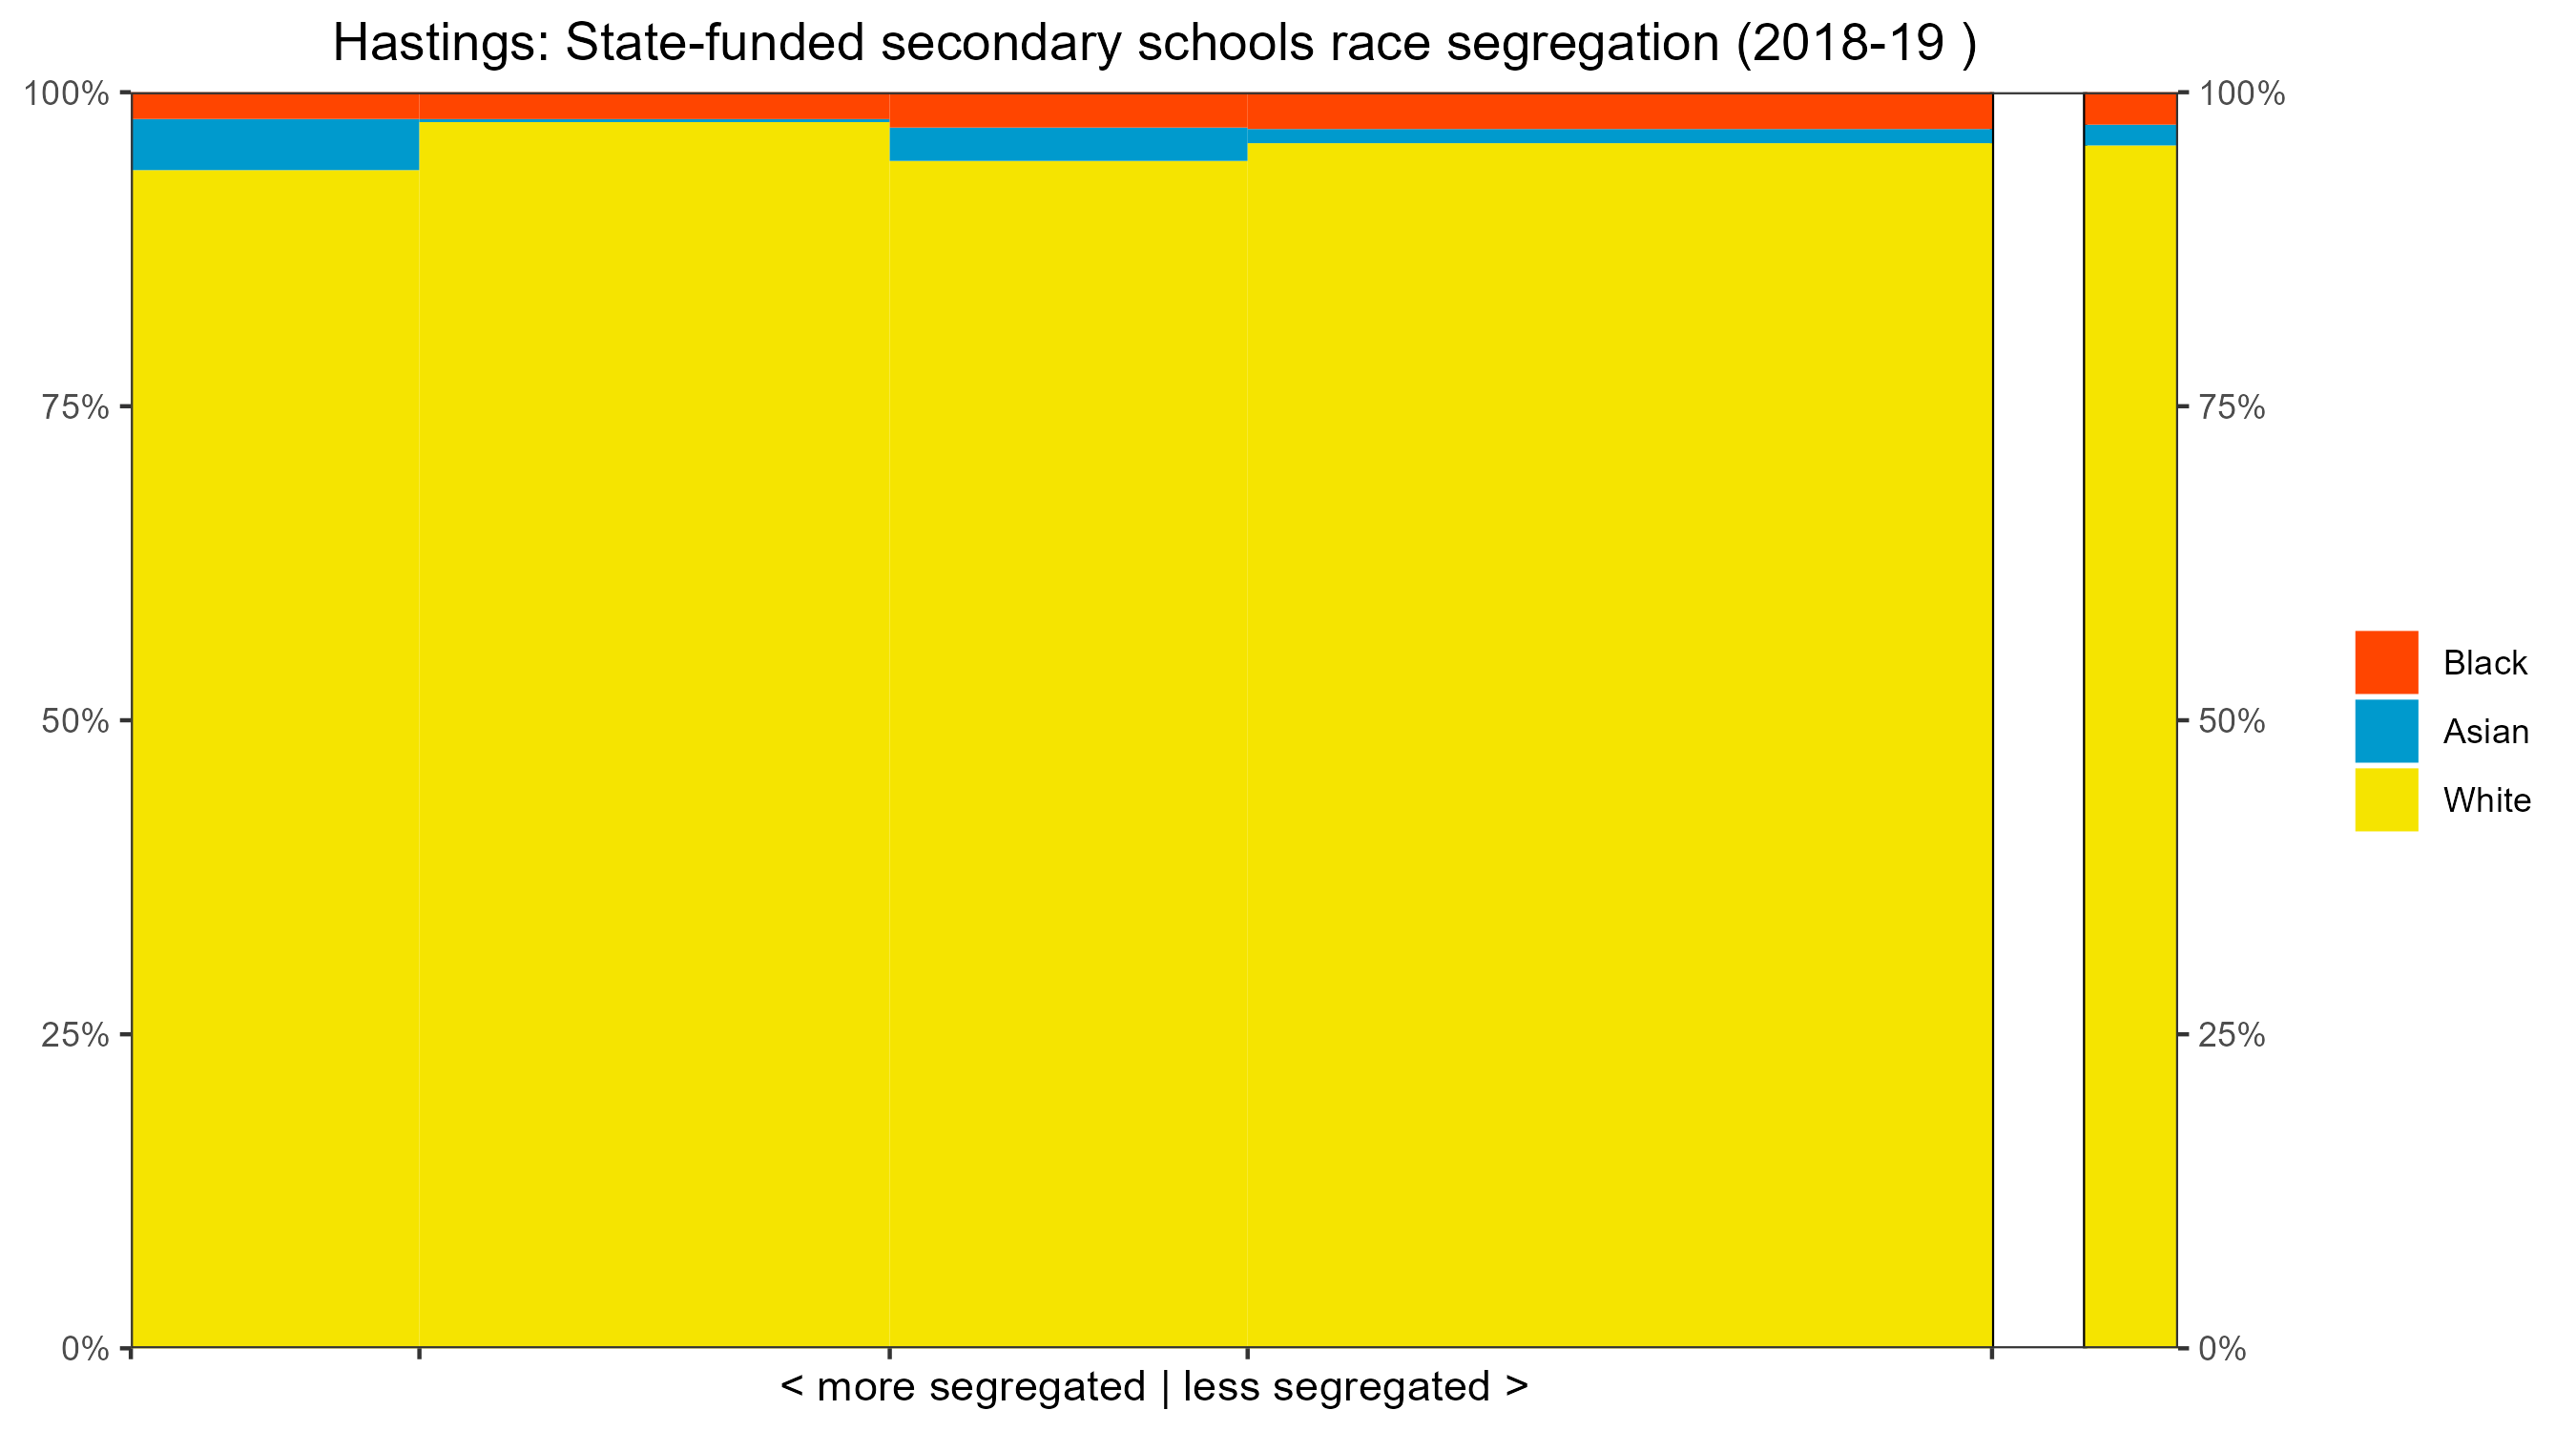 Hastings: State-funded secondary schools race segregation (2018-19 )
100%
75%
50%
25%
0%
100%
75%
50%
25%
0%
Black
Asian
White
< more segregated | less segregated >